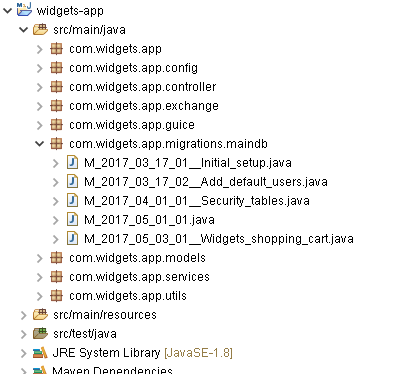 widgets-app
src/main/java
com.widgets.app
com.widgets.app.config
com.widgets.app.controller
com.widgets.app.exchange
com.widgets.app.guice
com.widgets.app.migrations.maindb
M_2017_03_17_01__Initial_setup.java
M_2017_03_17_02__Add_default_users.java
M_2017_04_01_01__Security_tables.java
M_2017_05_01_01.java
M_2017_05_03_01__Widgets_shopping_cart.java
com.widgets.app.models
com.widgets.app.services
com.widgets.app.utils
src/main/resources
src/test/java
JRE System Library [JavaSE-1.8]
Maven Dependencies